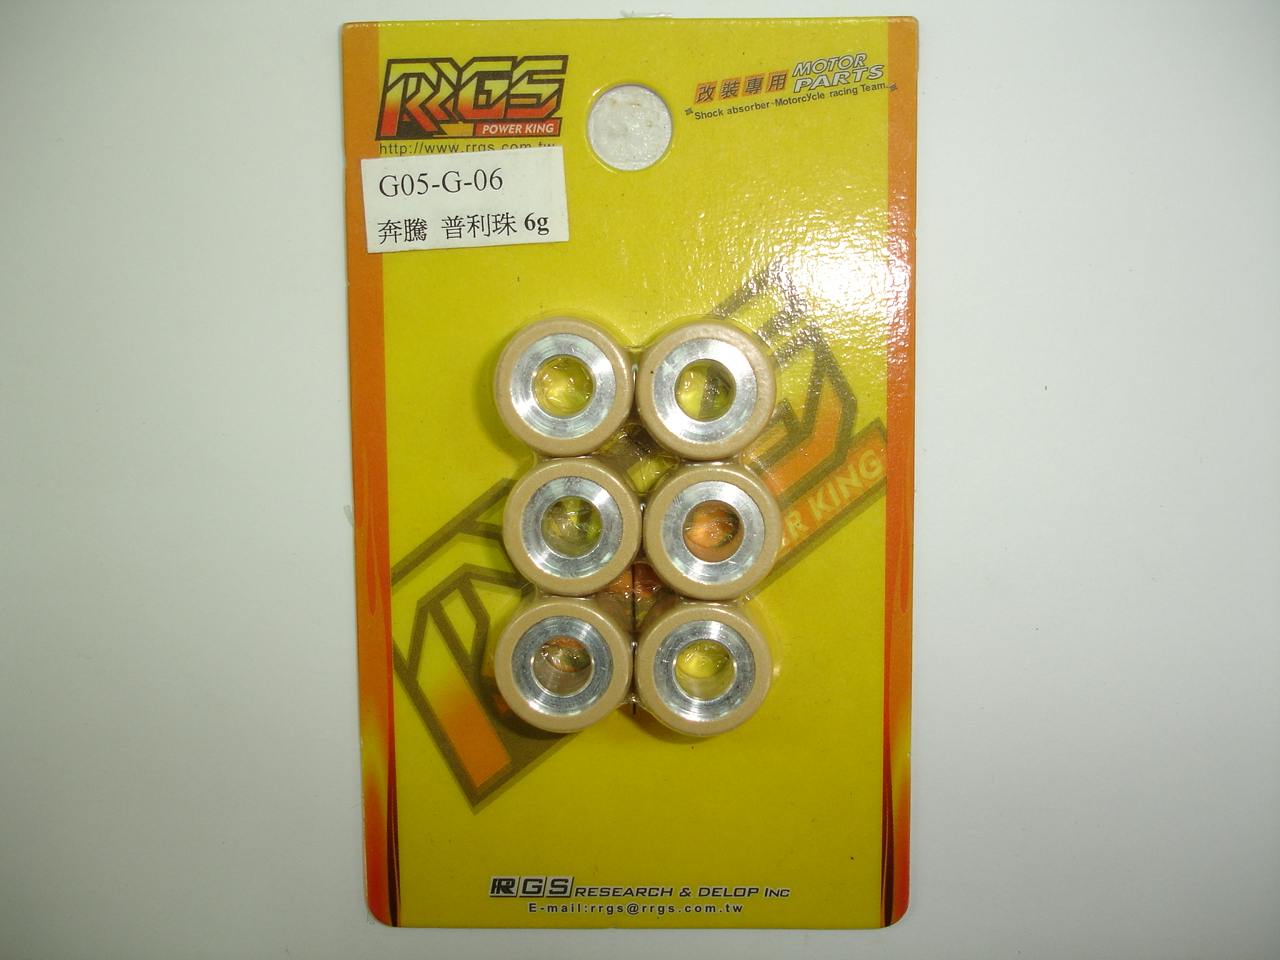 RRGS
POWER KING
http://www.rrgs.com.tw
改裝專用 MOTOR PARTS
Shock absorber-Motorcycle racing Team
G05-G-06
奔騰 普利珠 6g
ER KING
RRGS RESEARCH & DELOP INC
E-mail:rrgs@rrgs.com.tw